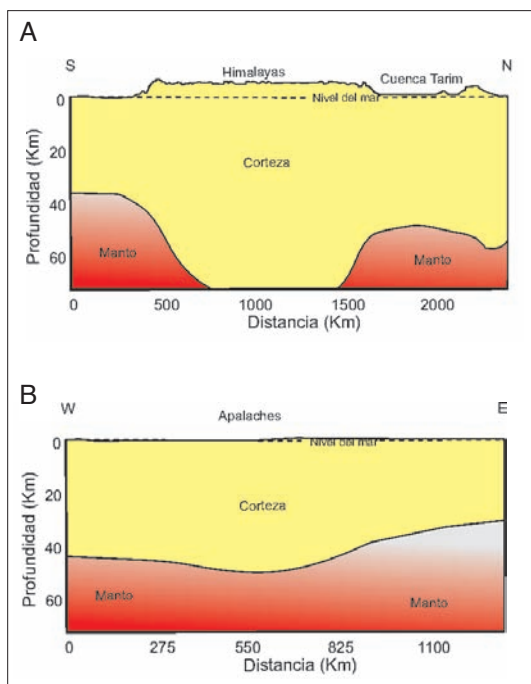 A
S
Himalayas
Cuenca Tarim
N
Nivel del mar
0
20
40
60
Profundidad (Km)
Corteza
Manto
Manto
0 500 1000 1500 2000
Distancia (Km)
B
W
Apalaches
E
Nivel del mar
0
20
40
60
Profundidad (Km)
Corteza
Manto
Manto
0 275 550 825 1100
Distancia (Km)